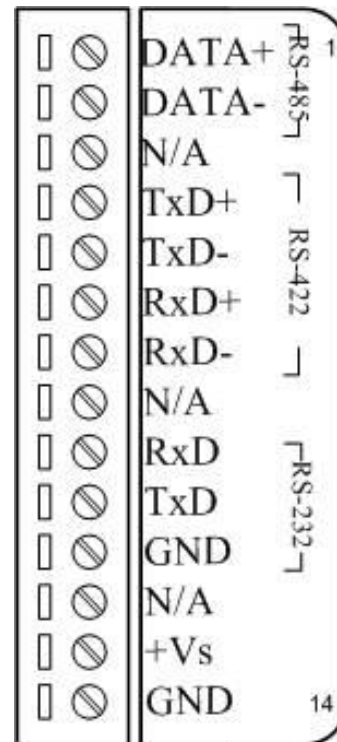 DATA+ 1
DATA-
RS-485
N/A
TxD+
TxD-
RxD+
RxD-
RS-422
N/A
RxD
TxD
GND
RS-232
N/A
+Vs
GND 14